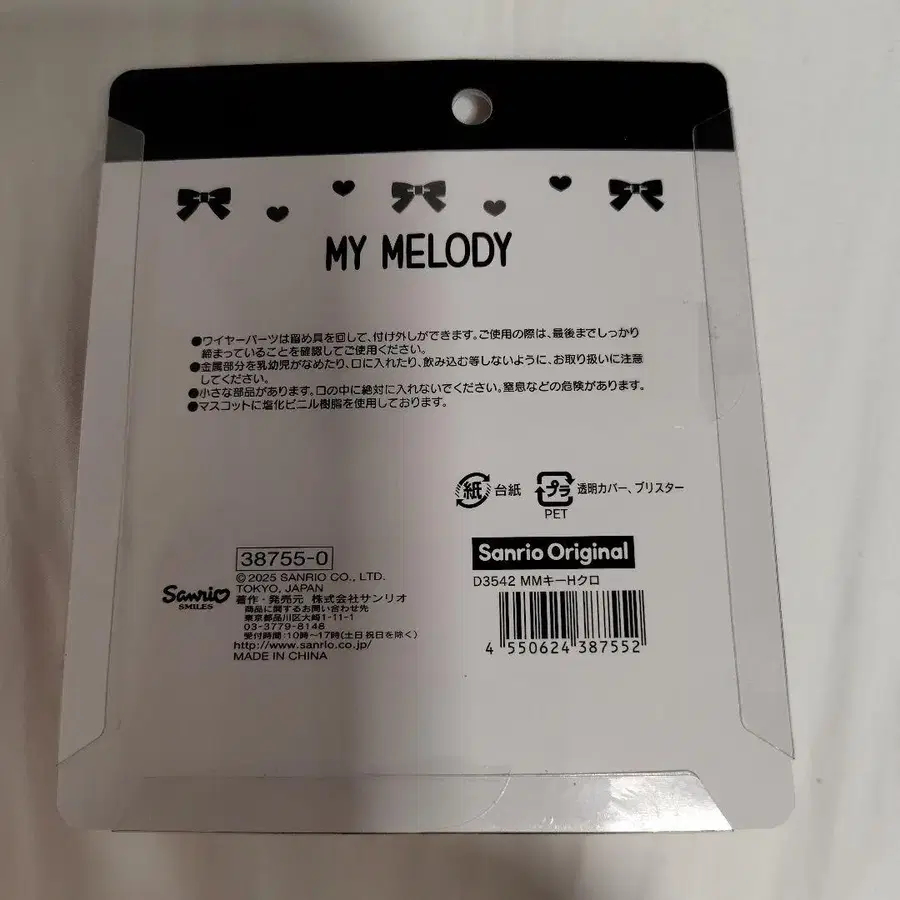 MY MELODY
●ワイヤーパーツは留め具を回して、付け外しができます。ご使用の際は、最後までしっかり
締まっていることを確認してご使用ください。
●金属部分を乳幼児がなめたり、口に入れたり、飲み込む等しないように、お取り扱いに注意
してください。
●小さな部品があります。口の中に絶対に入れないでください。窒息などの危険があります。
●マスコットに塩化ビニル樹脂を使用しております。
紙 台紙 プラ 透明カバー、ブリスター
PET
38755-0
©2025 SANRIO CO., LTD.
TOKYO, JAPAN
Sanrio
SMILES
著作・発売元 株式会社サンリオ
商品に関するお問い合わせ先
東京都品川区大崎1-11-1
03-3779-8148
受付時間:10時～17時(土日祝日を除く)
http://www.sanrio.co.jp/
MADE IN CHINA
Sanrio Original
D3542 MMキーHクロ
4 550624 387552